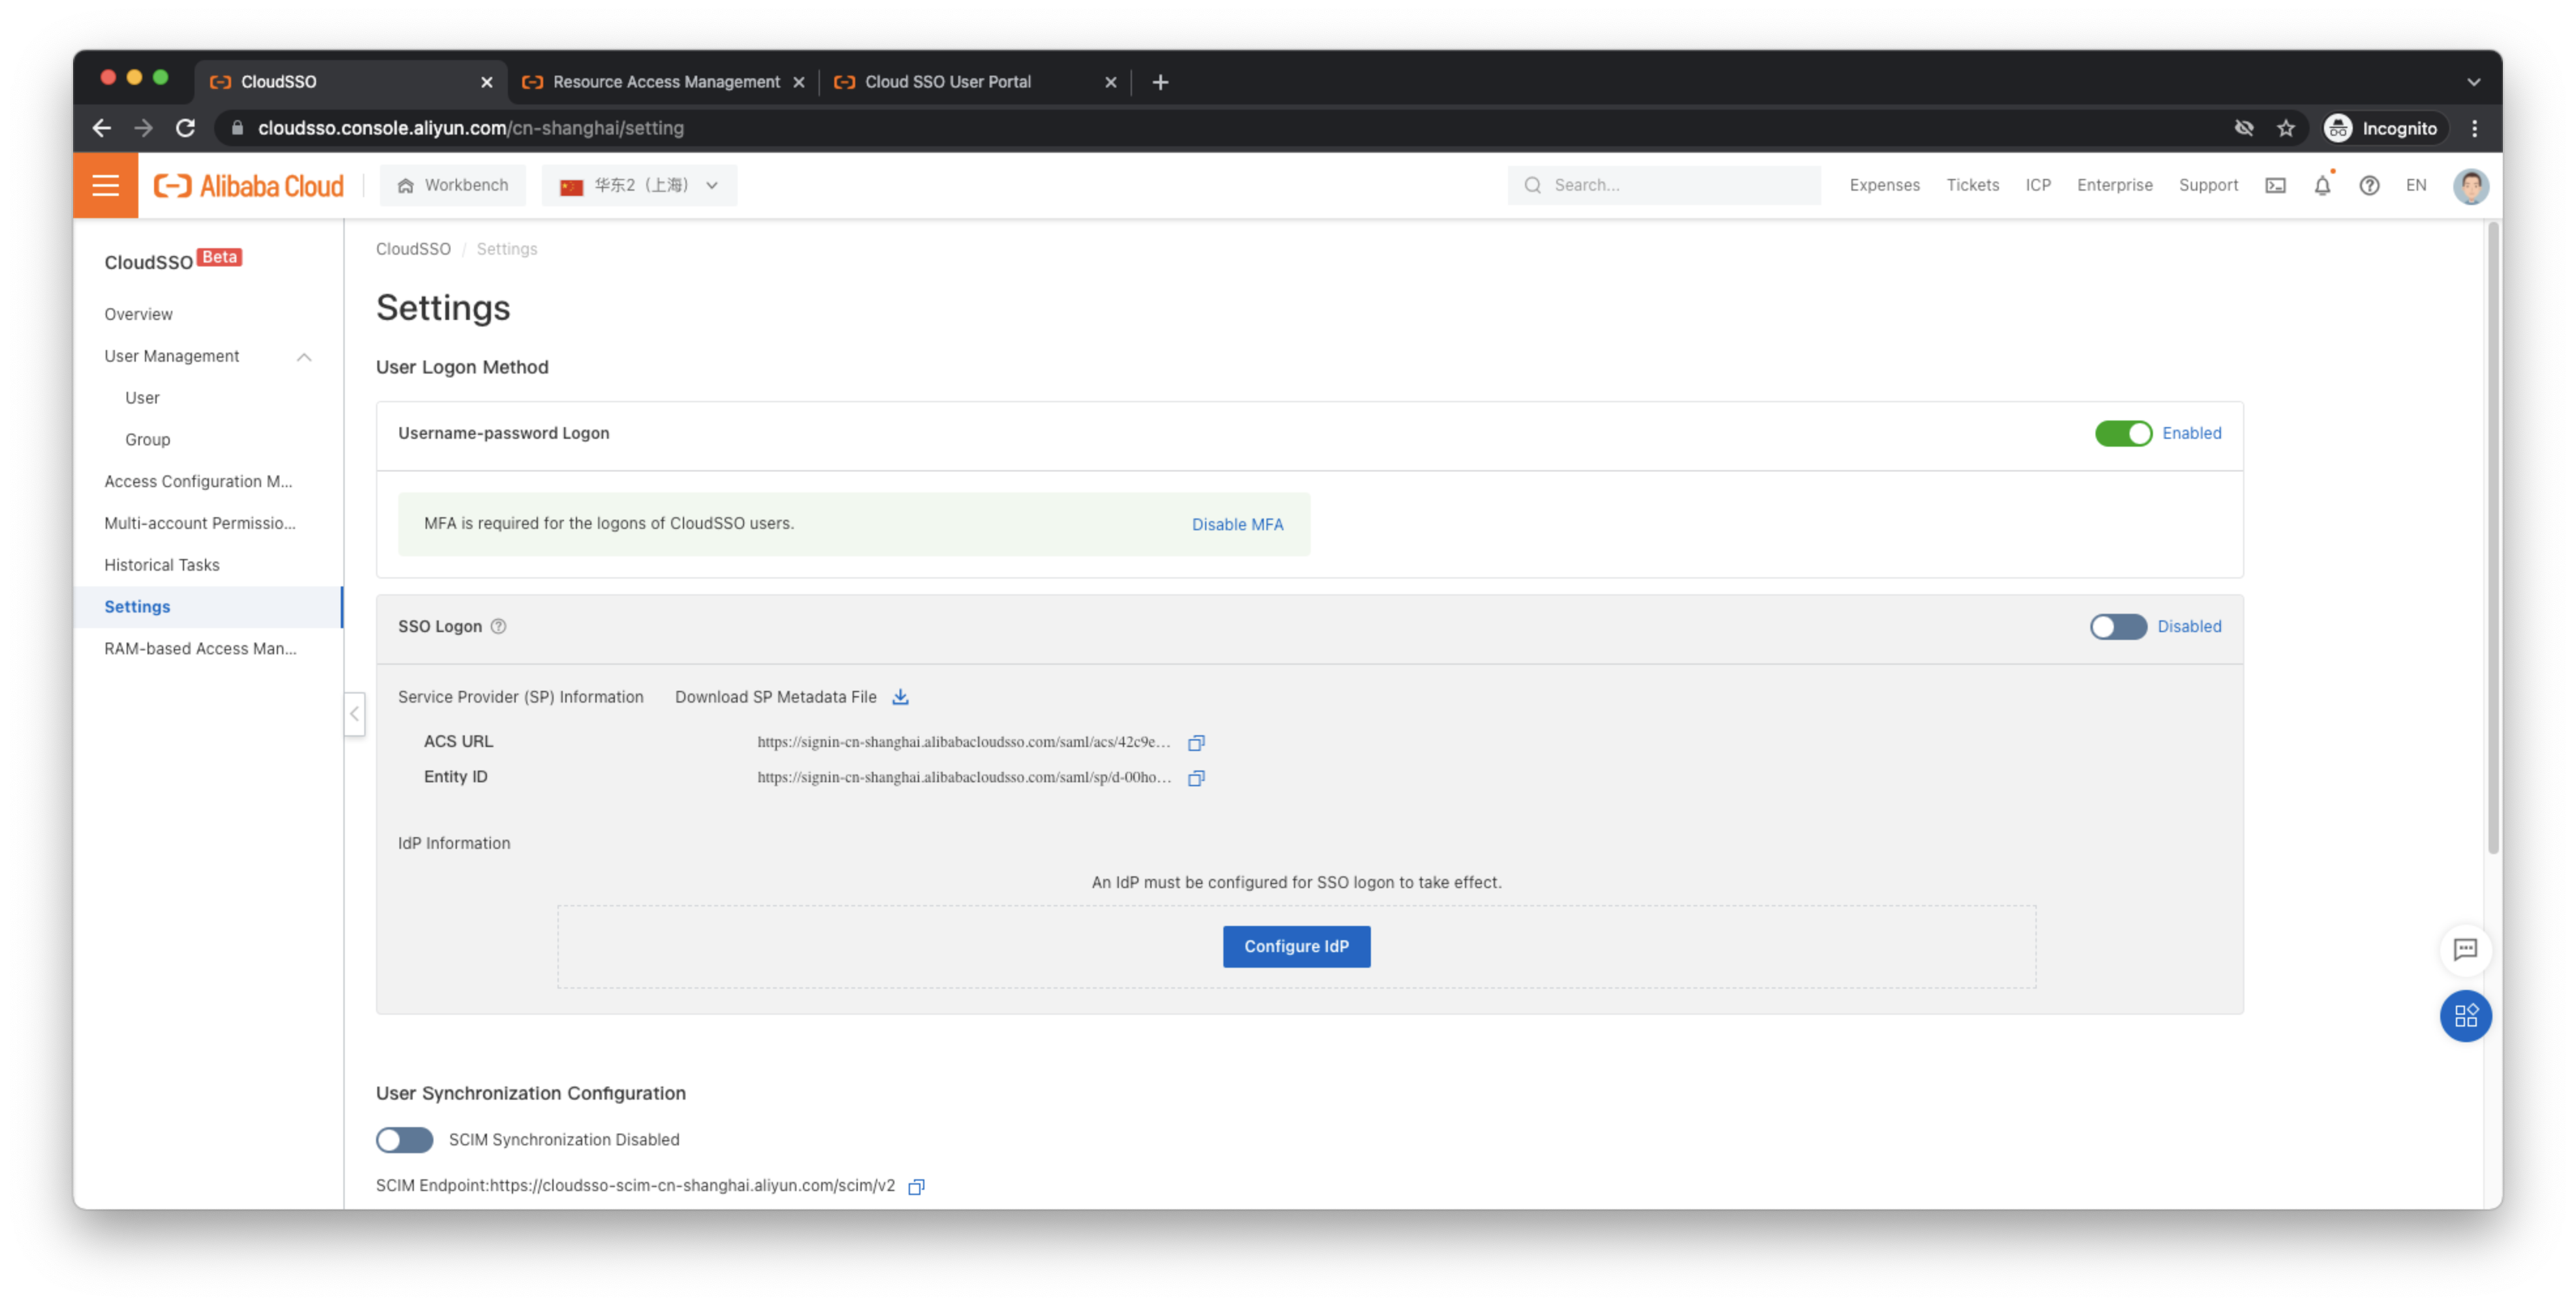 CloudSSO
Resource Access Management
Cloud SSO User Portal
cloudsso.console.aliyun.com/cn-shanghai/setting
Incognito
Alibaba Cloud
Workbench
华东2（上海）
Search...
Expenses
Tickets
ICP
Enterprise
Support
EN
CloudSSO Beta
Overview
User Management
User
Group
Access Configuration M...
Multi-account Permissio...
Historical Tasks
Settings
RAM-based Access Man...
CloudSSO / Settings
Settings
User Logon Method
Username-password Logon
Enabled
MFA is required for the logons of CloudSSO users.
Disable MFA
SSO Logon
Disabled
Service Provider (SP) Information
Download SP Metadata File
ACS URL
https://signin-cn-shanghai.alibabacloudsso.com/saml/acs/42c9e...
Entity ID
https://signin-cn-shanghai.alibabacloudsso.com/saml/sp/d-00ho...
IdP Information
An IdP must be configured for SSO logon to take effect.
Configure IdP
User Synchronization Configuration
SCIM Synchronization Disabled
SCIM Endpoint:https://cloudsso-scim-cn-shanghai.aliyun.com/scim/v2